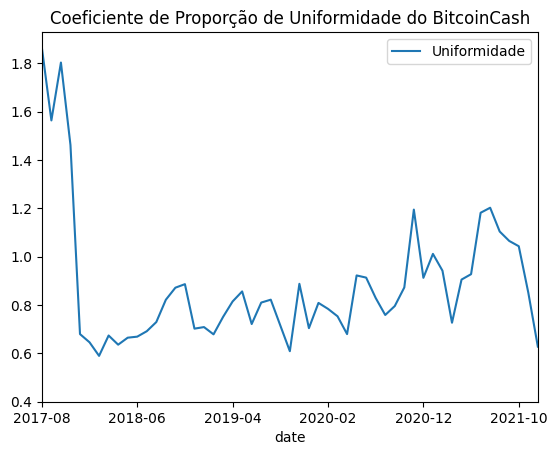 Coeficiente de Proporção de Uniformidade do BitcoinCash
Uniformidade
1.8
1.6
1.4
1.2
1.0
0.8
0.6
0.4
2017-08 2018-06 2019-04 2020-02 2020-12 2021-10
date